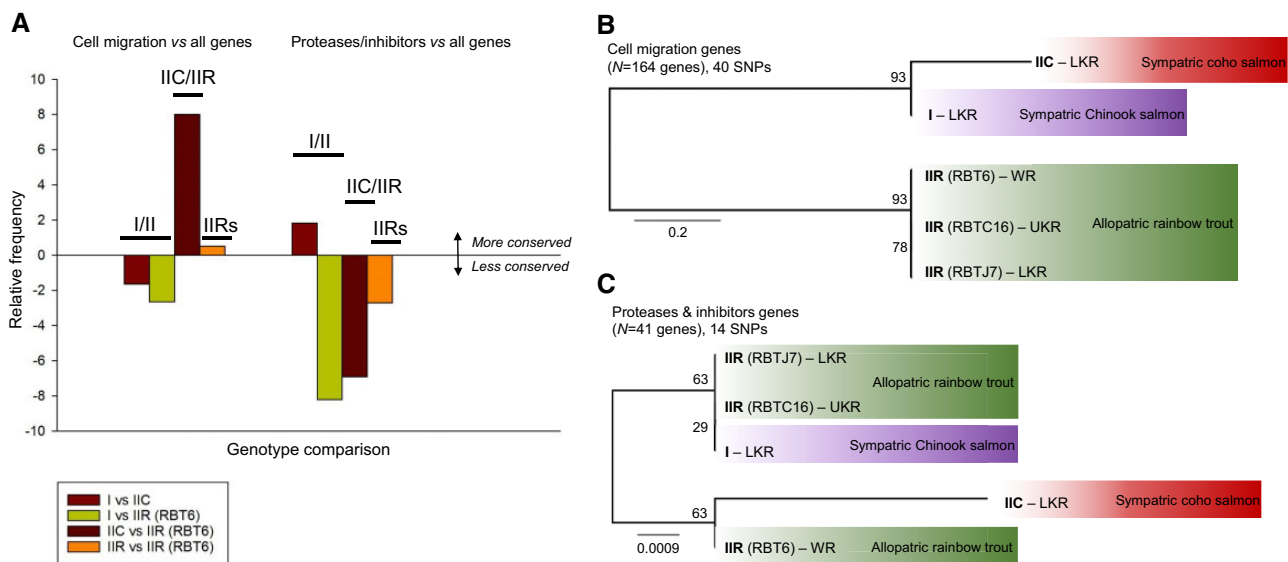 A
Cell migration vs all genes
Proteases/inhibitors vs all genes
IIC/IIR
I/II
IIRs
I/II
IIC/IIR
IIRs
More conserved
Less conserved
Relative frequency
10
8
6
4
2
0
-2
-4
-6
-8
-10
Genotype comparison
I vs IIC
I vs IIR (RBT6)
IIC vs IIR (RBT6)
IIR vs IIR (RBT6)
B
Cell migration genes
(N=164 genes), 40 SNPs
93
IIC – LKR
Sympatric coho salmon
I – LKR
Sympatric Chinook salmon
93
78
IIR (RBT6) – WR
IIR (RBTC16) – UKR
Allopatric rainbow trout
IIR (RBTJ7) – LKR
0.2
C
Proteases & inhibitors genes
(N=41 genes), 14 SNPs
63
29
IIR (RBTJ7) – LKR
Allopatric rainbow trout
IIR (RBTC16) – UKR
I – LKR
Sympatric Chinook salmon
63
IIC – LKR
Sympatric coho salmon
IIR (RBT6) – WR
Allopatric rainbow trout
0.0009